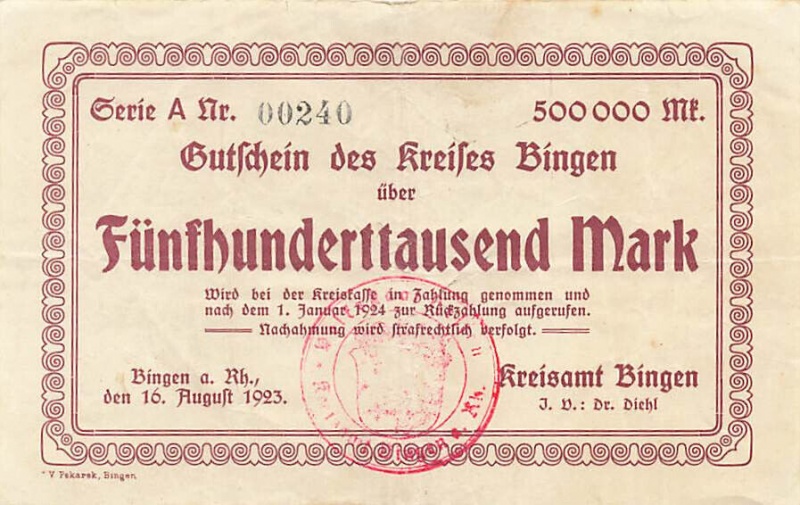 Serie A Nr. 00240 500000 Mk.
Gutschein des Kreises Bingen
über
Fünfhunderttausend Mark
Wird bei der Kreiskasse in Zahlung genommen und
nach dem 1. Januar 1924 zur Rückzahlung aufgerufen.
Nachahmung wird strafrechtlich verfolgt.
Bingen a. Rh.,
den 16. August 1923.
Kreisamt Bingen
J. V.: Dr. Diehl
a. Rh.
V Pekarek, Bingen